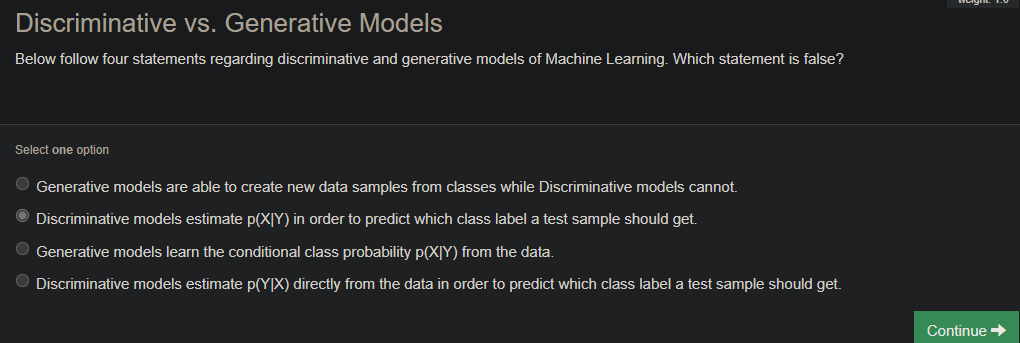 weight: 1.0
Discriminative vs. Generative Models
Below follow four statements regarding discriminative and generative models of Machine Learning. Which statement is false?
Select one option
Generative models are able to create new data samples from classes while Discriminative models cannot.
Discriminative models estimate p(X|Y) in order to predict which class label a test sample should get.
Generative models learn the conditional class probability p(X|Y) from the data.
Discriminative models estimate p(Y|X) directly from the data in order to predict which class label a test sample should get.
Continue